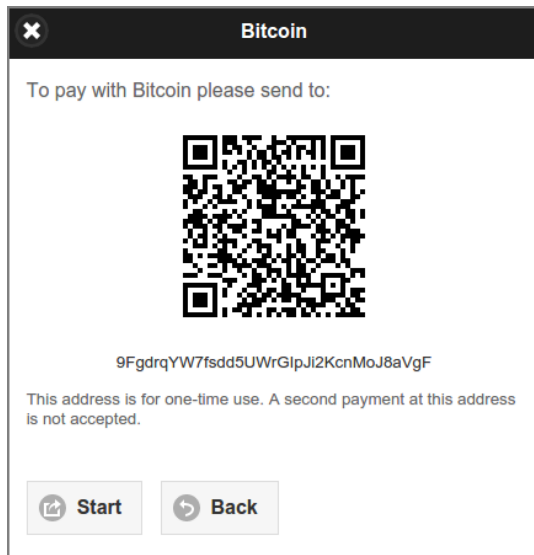 Bitcoin
To pay with Bitcoin please send to:
9FgdrqYW7fsdd5UWrGIpJi2KcnMoJ8aVgF
This address is for one-time use. A second payment at this address
is not accepted.
Start
Back